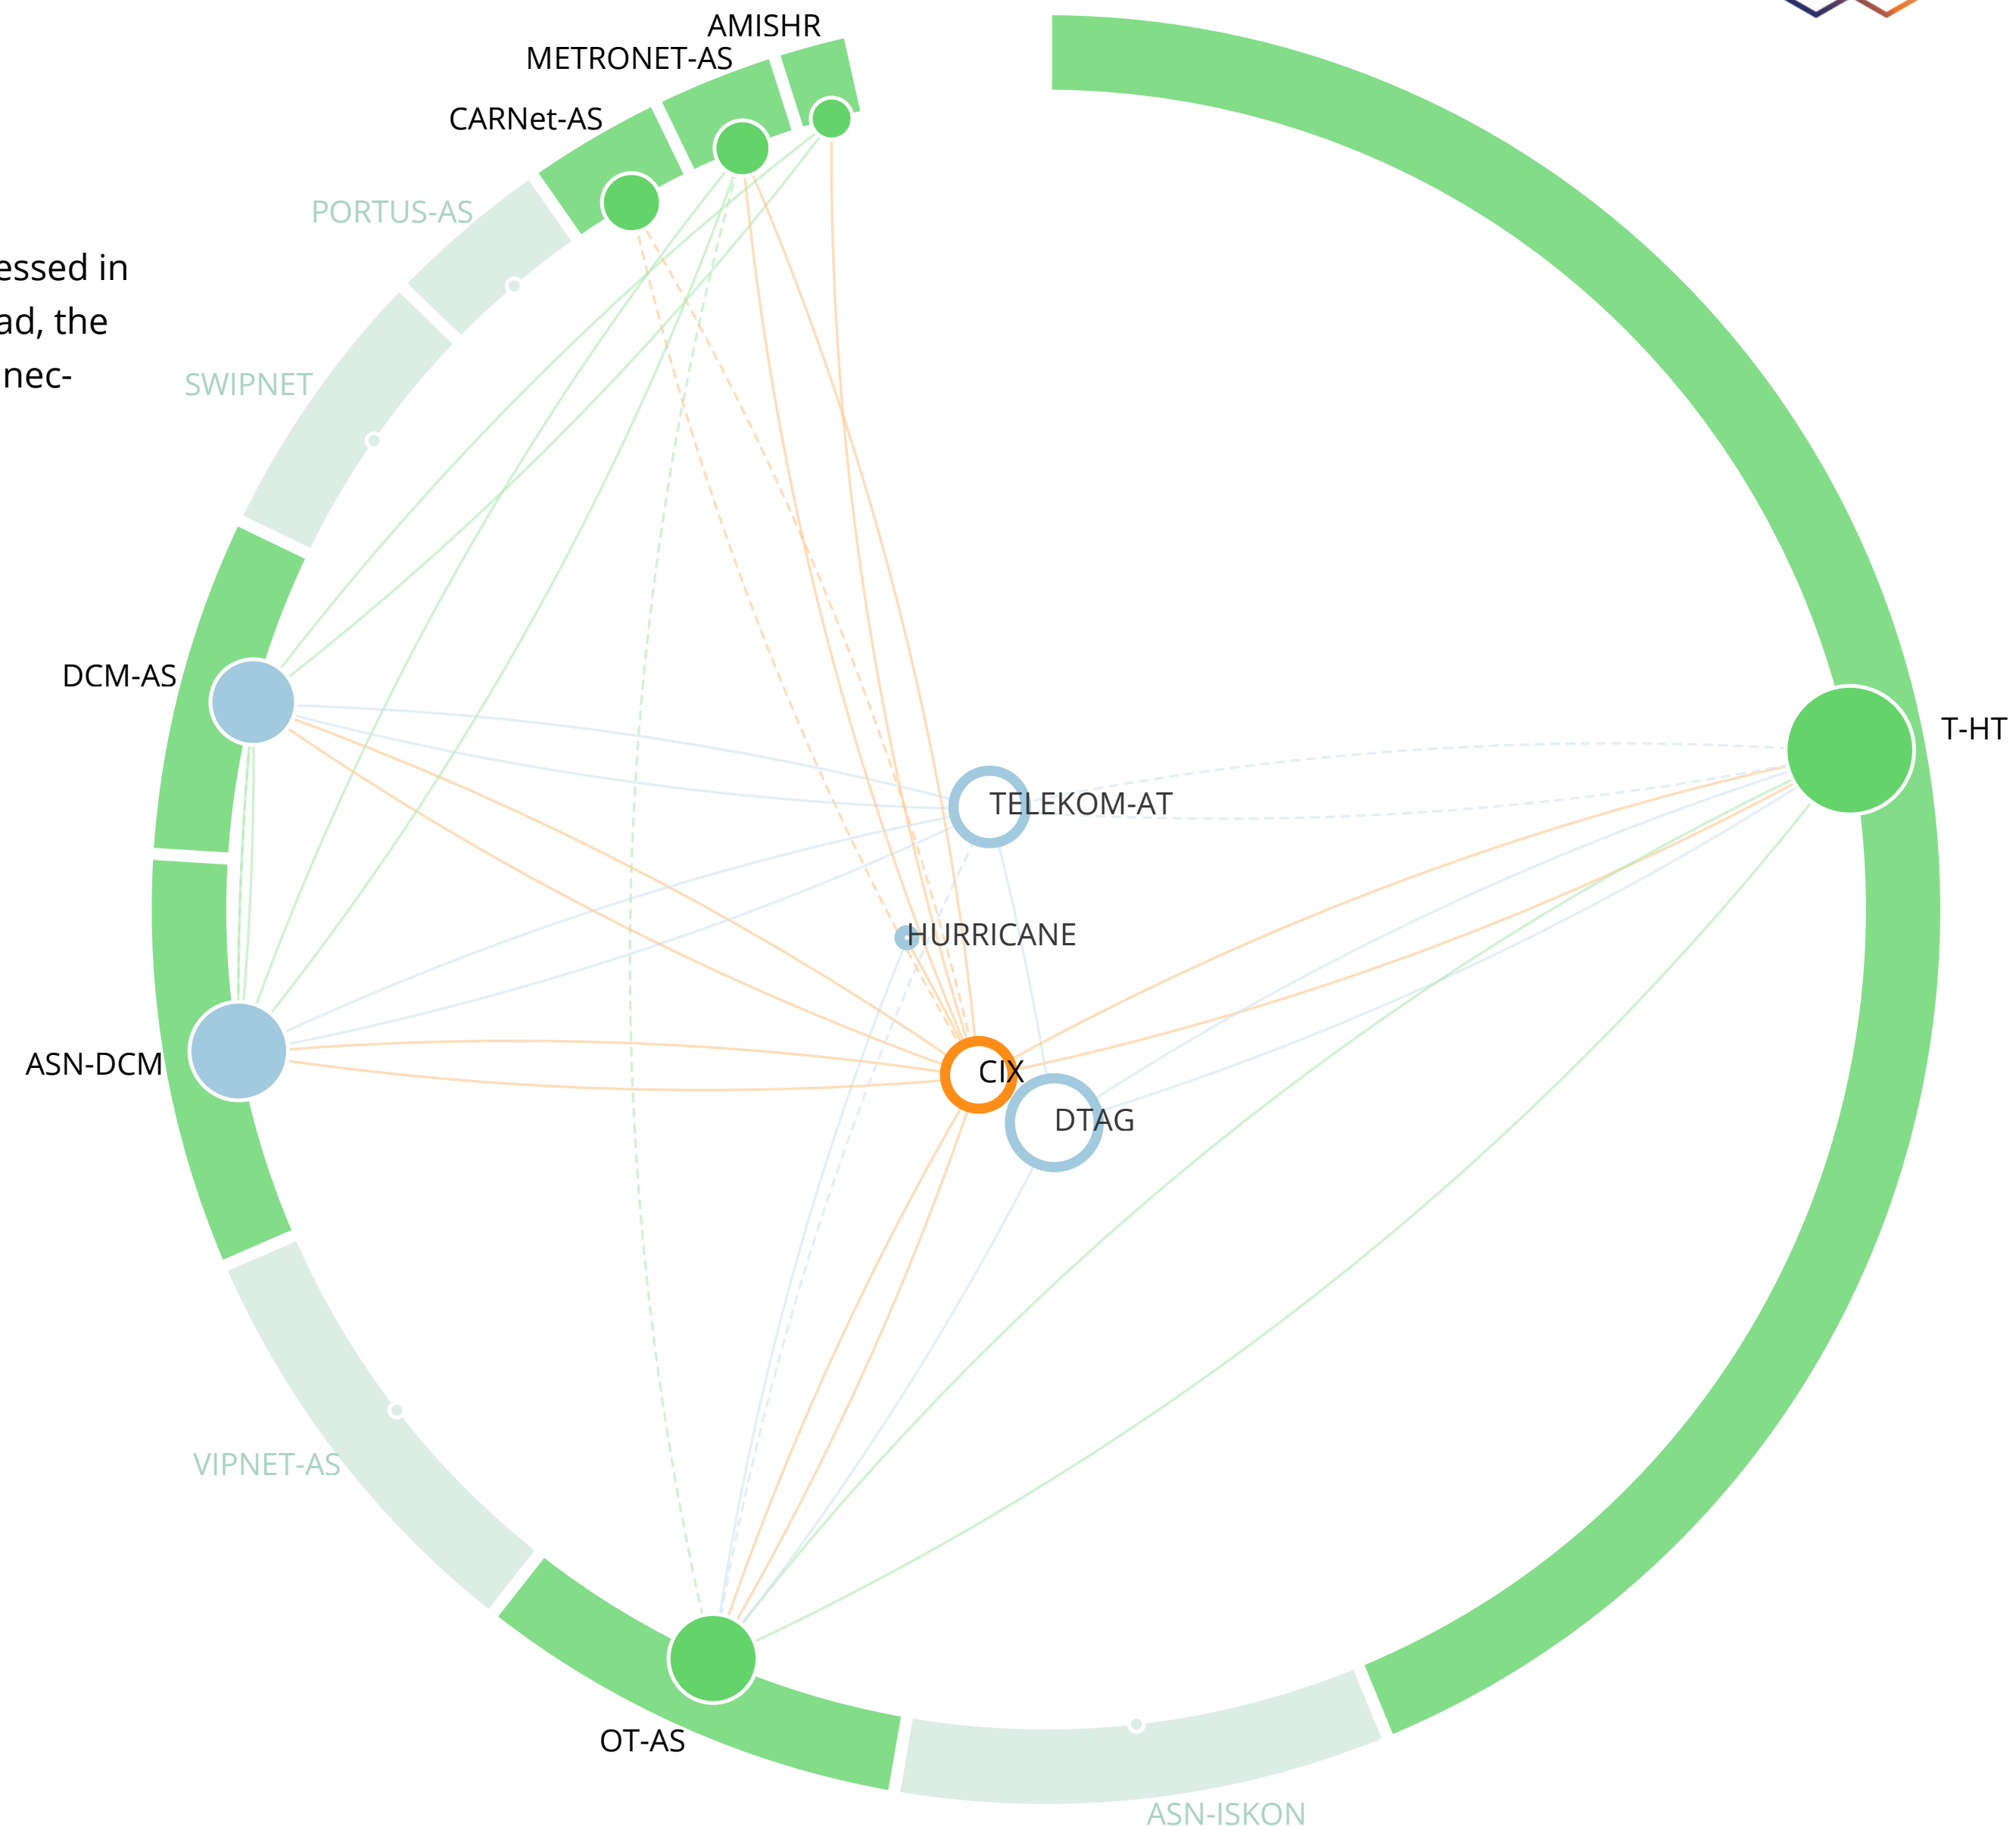 AMISHR
METRONET-AS
CARNet-AS
PORTUS-AS
essed in
ad, the
nec-
SWIPNET
DCM-AS
T-HT
TELEKOM-AT
HURRICANE
ASN-DCM
CIX
DTAG
VIPNET-AS
OT-AS
ASN-ISKON